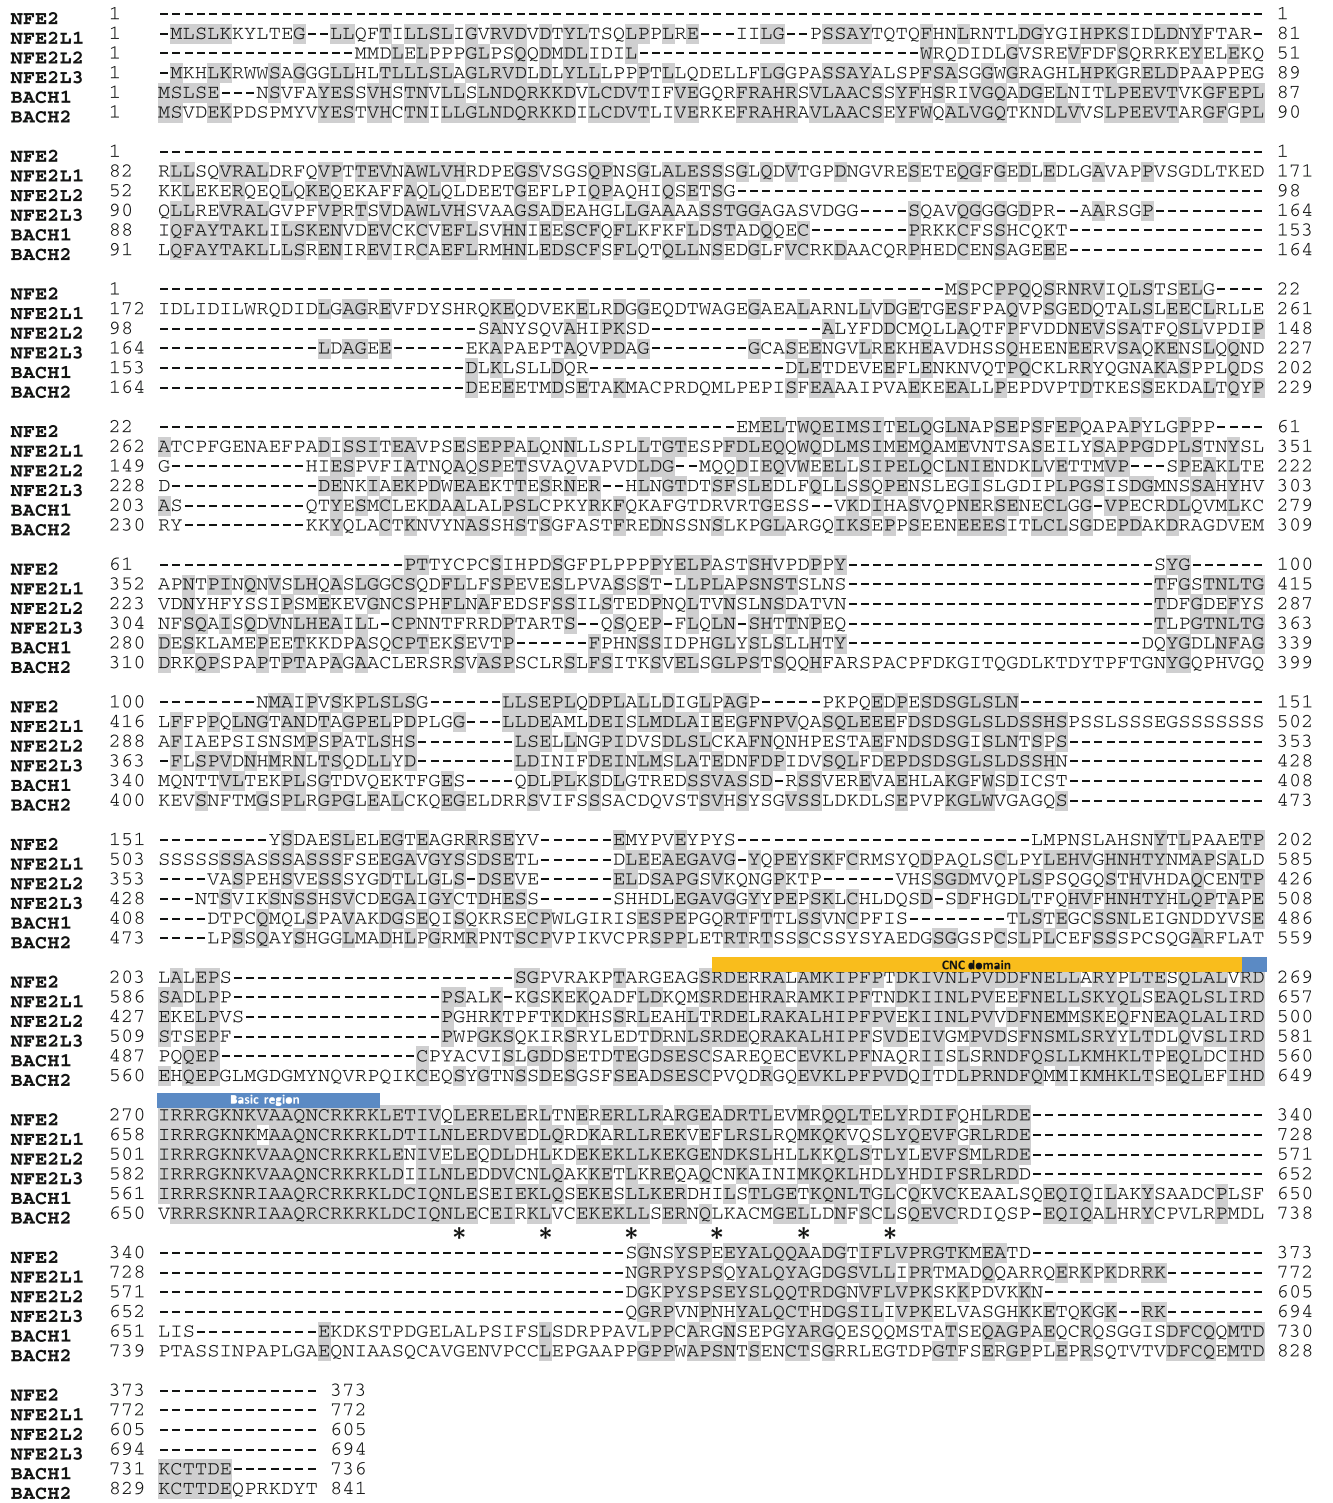 NFE2 1 ------------------------------------------------------------------------------------------ 1
NFE2L1 1 -MLSLKKYLTEG--LLQFTILLSLIGVRVDVDTYLTSQLPPLRE---IILG--PSSAYTQTQFHNLRNTLDGYGIHPKSIDLDNYFTAR- 81
NFE2L2 1 ----------------MMDLELPPPGLPSQQDMDLIDIL-----------------------WRQDIDLGVSREVFDFSQRRKEYELEKQ 51
NFE2L3 1 -MKHLKRWWSAGGGLLHLTLLLSLAGLRVDLDLYLLLPPPTLLQDELLFLGGPASSAYALSPFSASGGWGRAGHLHPKGRELDPAAPPEG 89
BACH1 1 MSLSE---NSVFAYESSVHSTNVLLSLNDQRKKDVLCDVTIFVEGQRFRAHRSVLAACSSYFHSRIVGQADGELNITLPEEVTVKGFEPL 87
BACH2 1 MSVDEKPDSPMYVYESTVHCTNILLGLNDQRKKDILCDVTLIVERKEFRAHRAVLAACSEYFWQALVGQTKNDLVVSLPEEVTARGFGPL 90
NFE2 1 ------------------------------------------------------------------------------------------ 1
NFE2L1 82 RLLSQVRALDRFQVPTTEVNAWLVHRDPEGSVSGSQPNSGLALESSSGLQDVTGPDNGVRESETEQGFGEDLEDLGAVAPPVSGDLTKED 171
NFE2L2 52 KKLEKERQEQLQKEQEKAFFAQLQLDEETGEFLPIQPAQHIQSETSG------------------------------------------- 98
NFE2L3 90 QLLREVRALGVPFVPRTSVDAWLVHSVAAGSADEAHGLLGAAAASSTGGAGASVDGG----SQAVQGGGGDPR--AARSGP--------- 164
BACH1 88 IQFAYTAKLILSKENVDEVCKCVEFLSVHNIEESCFQFLKFKFLDSTADQQEC--------PRKKCFSSHCQKT---------------- 153
BACH2 91 LQFAYTAKLLLSRENIREVIRCAEFLRMHNLEDSCFSFLQTQLLNSEDGLFVCRKDAACQRPHEDCENSAGEEE---------------- 164
NFE2 1 ----------------------------------------------------------------MSPCPPQQSRNRVIQLSTSELG---- 22
NFE2L1 172 IDLIDILWRQDIDLGAGREVFDYSHRQKEQDVEKELRDGGEQDTWAGEGAEALARNLLVDGETGESFPAQVPSGEDQTALSLEECLRLLE 261
NFE2L2 98 --------------------------SANYSQVAHIPKSD--------------ALYFDDCMQLLAQTFPFVDDNEVSSATFQSLVPDIP 148
NFE2L3 164 -------------LDAGEE------EKAPAEPTAQVPDAG--------GCASEENGVLREKHEAVDHSSQHEENEERVSAQKENSLQQND 227
BACH1 153 -------------------------DLKLSLLDQR----------------DLETDEVEEFLENKNVQTPQCKLRRYQGNAKASPPLQDS 202
BACH2 164 -------------------------DEEEETMDSETAKMACPRDQMLPEPISFEAAAIPVAEKEEALLPEPDVPTDTKESSEKDALTQYP 229
NFE2 22 -----------------------------------------------EMELTWQEIMSITELQGLNAPSEPSFEPQAPAPYLGPPP---- 61
NFE2L1 262 ATCPFGENAEFPADISSITEAVPSESEPPALQNNLLSPLLTGTESPFDLEQQWQDLMSIMEMQAMEVNTSASEILYSAPPGDPLSTNYSL 351
NFE2L2 149 G-----------HIESPVFIATNQAQSPETSVAQVAPVDLDG--MQQDIEQVWEELLSIPELQCLNIENDKLVETTMVP---SPEAKLTE 222
NFE2L3 228 D------------DENKIAEKPDWEAEKTTESRNER--HLNGTDTSFSLEDLFQLLSSQPENSLEGISLGDIPLPGSISDGMNSSAHYHV 303
BACH1 203 AS----------QTYESMCLEKDAALALPSLCPKYRKFQKAFGTDRVRTGESS--VKDIHASVQPNERSENECLGG-VPECRDLQVMLKC 279
BACH2 230 RY----------KKYQLACTKNVYNASSHSTSGFASTFREDNSSNSLKPGLARGQIKSEPPSEENEEESITLCLSGDEPDAKDRAGDVEM 309
NFE2 61 --------------------PTTYCPCSIHPDSGFPLPPPPYELPASTSHVPDPPY-------------------------SYG------ 100
NFE2L1 352 APNTPINQNVSLHQASLGGCSQDFLLFSPEVESLPVASSST--LLPLAPSNSTSLNS-------------------------TFGSTNLTG 415
NFE2L2 223 VDNYHFYSSIPSMEKEVGNCSPHFLNAFEDSFSSILSTEDPNQLTVNSLNSDATVN-------------------------TDFGDEFYS 287
NFE2L3 304 NFSQAISQDVNLHEAILL-CPNNTFRRDPTARTS--QSQEP-FLQLN-SHTTNPEQ-------------------------TLPGTNLTG 363
BACH1 280 DESKLAMEPEETKKDPASQCPTEKSEVTP------FPHNSSIDPHGLYSLSLLHTY------------------------DQYGDLNFAG 339
BACH2 310 DRKQPSPAPTPTAPAGAACLERSRSVASPSCLRSLFSITKSVELSGLPSTSQQHFARSPACPFDKGITQGDLKTDYTPFTGNYGQPHVGQ 399
NFE2 100 --------NMAIPVSKPLSLSG------LLSEPLQDPLALLDIGLPAGP-----PKPQEDPESDSGLSLN-------------------- 151
NFE2L1 416 LFFPPQLNGTANDTAGPELPDPLGG---LLDEAMLDEISLMDLAIEEGFNPVQASQLEEEFDSDSGLSLDSSHSPSSLSSSEGSSSSSSS 502
NFE2L2 288 AFIAEPSISNSMPSPATLSHS--------LSELLNGPIDVSDLSLCKAFNQNHPESTAEFNDSDSGISLNTSPS---------------- 353
NFE2L3 363 -FLSPVDNHMRNLTSQDLLYD--------LDINIFDEINLMSLATEDNFDPIDVSQLFDEPDSDSGLSLDSSHN---------------- 428
BACH1 340 MQNTTVLTEKPLSGTDVQEKTFGES---QDLPLKSDLGTREDSSVASSD-RSSVEREVAEHLAKGFWSDICST----------------- 408
BACH2 400 KEVSNFTMGSPLRGPGLEALCKQEGELDRRSVIFSSSACDQVSTSVHSYSGVSSLDKDLSEPVPKGLWVGAGQS---------------- 473
NFE2 151 ---------YSDAESLELEGTEAGRRRSEYV------EMYPVEYPYS------------------------LMPNSLAHSNYTLPAAETP 202
NFE2L1 503 SSSSSSSASSSASSSFSEEGAVGYSSDSETL------DLEEAEGAVG-YQPEYSKFCRMSYQDPAQLSCLPYLEHVGHNHTYNMAPSALD 585
NFE2L2 353 ----VASPEHSVESSSYGDTLLGLS-DSEVE------ELDSAPGSVKQNGPKTP-------VHSSGDMVQPLSPSQGQSTHVHDAQCENTP 426
NFE2L3 428 ---NTSVIKSNSSHSVCDEGAIGYCTDHESS------SHHDLEGAVGGYYPEPSKLCHLDQSD-SDFHGDLTFQHVFHNHTYHLQPTAPE 508
BACH1 408 ----DTPCQMQLSPAVAKDGSEQISQKRSECPWLGIRISESPEPGQRTFTTLSSVNCPFIS---------TLSTEGCSSNLEIGNDDYVSE 486
BACH2 473 ----LPSSQAYSHGGLMADHLPGRMRPNTSCPVPIKVCPRSPPLETRTRTSSSCSSYSYAEDGSGGSPCSLPLCEFSSSPCSQGARFLAT 559
CNC domain
NFE2 203 LALEPS-----------------------SGPVRAKPTARGEAGSRDERRALAMKIPFPTDKIVNLPVDDFNELLARYPLTESQLALVRD 269
NFE2L1 586 SADLPP-----------------PSALK-KGSKEKQADFLDKQMSRDEHRARAMKIPFTNDKIINLPVEEFNELLSKYQLSEAQLSLIRD 657
NFE2L2 427 EKELPVS----------------PGHRKTPFTKDKHSSRLEAHLTRDELRAKALHIPFPVEKIINLPVVDFNEMMSKEQFNEAQLALIRD 500
NFE2L3 509 STSEPF-----------------PWPGKSQKIRSRYLEDTDRNLSRDEQRAKALHIPFSVDEIVGMPVDSFNSMLSRYYLTDLQVSLIRD 581
BACH1 487 PQQEP----------------CPYACVISLGDDSETDTEGDSESCSAREQECEVKLPFNAQRIISLSRNDFQSLLKMHKLTPEQLDCIHD 560
BACH2 560 EHQEPGLMGDGMYNQVRPQIKCEQSYGTNSSDESGSFSEADSESCPVQDRGQEVKLPFPVDQITDLPRNDFQMMIKMHKLTSEQLEFIHD 649
Basic region
NFE2 270 IRRRGKNKVAAQNCRKRKLETIVQLERELERLTNERERLLRARGEADRTLEVMRQQLTELYRDIFQHLRDE------------------- 340
NFE2L1 658 IRRRGKNKMAAQNCRKRKLDTILNLERDVEDLQRDKARLLREKVEFLRSLRQMKQKVQSLYQEVFGRLRDE------------------- 728
NFE2L2 501 IRRRGKNKVAAQNCRKRKLENIVELEQDLDHLKDEKEKLLKEKGENDKSLHLLKKQLSTLYLEVFSMLRDE------------------- 571
NFE2L3 582 IRRRGKNKVAAQNCRKRKLDIILNLEDDVCNLQAKKETLKREQAQCNKAINIMKQKLHDLYHDIFSRLRDD------------------- 652
BACH1 561 IRRRSKNRIAAQRCRKRKLDCIQNLESEIEKLQSEKESLLKERDHILSTLGETKQNLTGLCQKVCKEAALSQEQIQILAKYSAADCPLSF 650
BACH2 650 VRRRSKNRIAAQRCRKRKLDCIQNLECEIRKLVCEKEKLLSERNQLKACMGELLDNFSCLSQEVCRDIQSP-EQIQALHRYCPVLRPMDL 738
* * * * * *
NFE2 340 --------------------------------------SGNSYSPEEYALQQAADGTIFLVPRGTKMEATD------------------- 373
NFE2L1 728 --------------------------------------NGRPYSPSQYALQYAGDGSVLLIPRTMADQQARRQERKPKDRRK-------- 772
NFE2L2 571 --------------------------------------DGKPYSPSEYSLQQTRDGNVFLVPKSKKPDVKKN------------------ 605
NFE2L3 652 --------------------------------------QGRPVNPNHYALQCTHDGSILIVPKELVASGHKKETQKGK--RK-------- 694
BACH1 651 LIS----------EKDKSTPDGELALPSIFSLSDRPPAVLPPCARGNSEPGYARGQESQQMSTATSEQAGPAEQCRQSGGISDFCQQMTD 730
BACH2 739 PTASSINPAPLGAEQNIAASQCAVGENVPCCLEPGAAPPGPPWAPSNTSENCTSGRRLEGTDPGTFSERGPPLEPRSQTVTVDFCQEMTD 828
NFE2 373 ------------- 373
NFE2L1 772 ------------- 772
NFE2L2 605 ------------- 605
NFE2L3 694 ------------- 694
BACH1 731 KCTTDE------- 736
BACH2 829 KCTTDEQPRKDYT 841